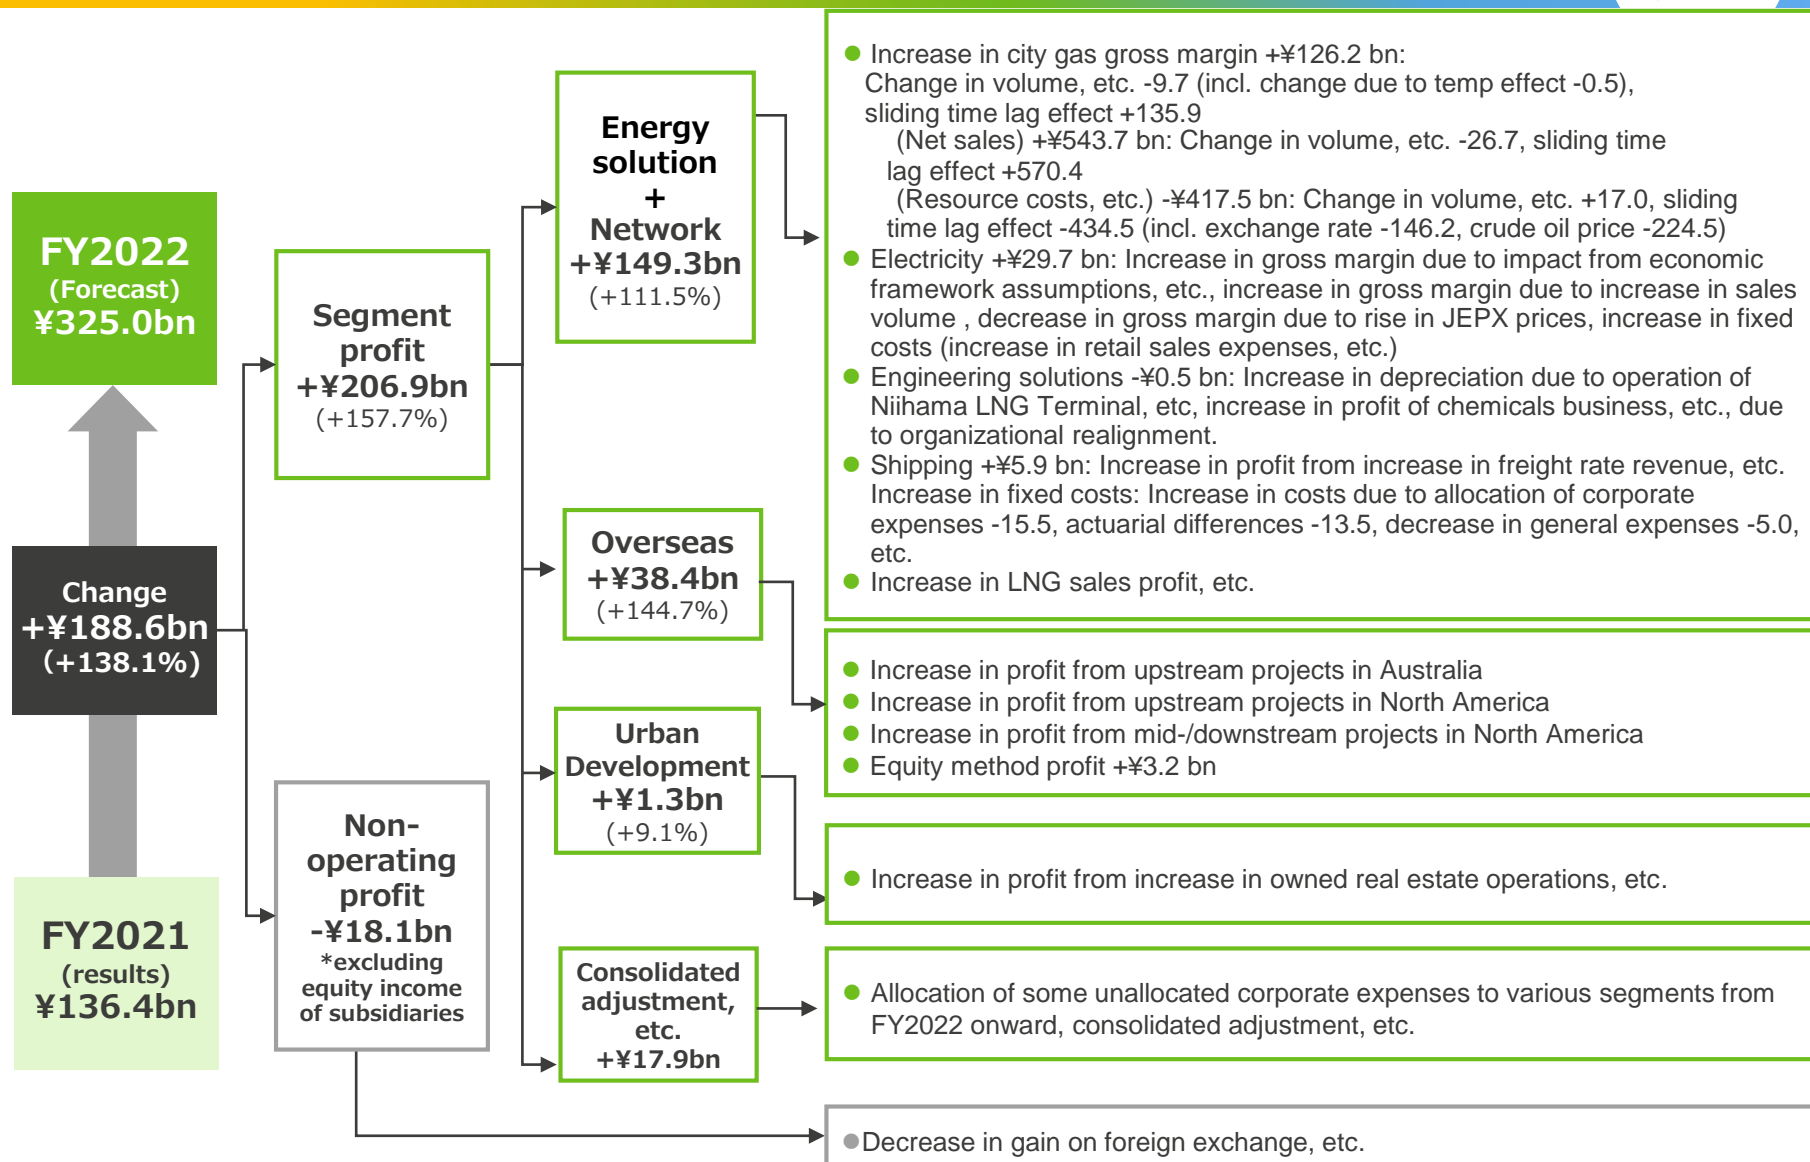 FY2022
(Forecast)
¥325.0bn
Change
+¥188.6bn
(+138.1%)
FY2021
(results)
¥136.4bn
Segment
profit
+¥206.9bn
(+157.7%)
Non-
operating
profit
-¥18.1bn
*excluding
equity income
of subsidiaries
Energy
solution
+
Network
+¥149.3bn
(+111.5%)
Overseas
+¥38.4bn
(+144.7%)
Urban
Development
+¥1.3bn
(+9.1%)
Consolidated
adjustment,
etc.
+¥17.9bn
● Increase in city gas gross margin +¥126.2 bn:
Change in volume, etc. -9.7 (incl. change due to temp effect -0.5),
sliding time lag effect +135.9
(Net sales) +¥543.7 bn: Change in volume, etc. -26.7, sliding time
lag effect +570.4
(Resource costs, etc.) -¥417.5 bn: Change in volume, etc. +17.0, sliding
time lag effect -434.5 (incl. exchange rate -146.2, crude oil price -224.5)
● Electricity +¥29.7 bn: Increase in gross margin due to impact from economic
framework assumptions, etc., increase in gross margin due to increase in sales
volume , decrease in gross margin due to rise in JEPX prices, increase in fixed
costs (increase in retail sales expenses, etc.)
● Engineering solutions -¥0.5 bn: Increase in depreciation due to operation of
Niihama LNG Terminal, etc, increase in profit of chemicals business, etc., due
to organizational realignment.
● Shipping +¥5.9 bn: Increase in profit from increase in freight rate revenue, etc.
Increase in fixed costs: Increase in costs due to allocation of corporate
expenses -15.5, actuarial differences -13.5, decrease in general expenses -5.0,
etc.
● Increase in LNG sales profit, etc.
● Increase in profit from upstream projects in Australia
● Increase in profit from upstream projects in North America
● Increase in profit from mid-/downstream projects in North America
● Equity method profit +¥3.2 bn
● Increase in profit from increase in owned real estate operations, etc.
● Allocation of some unallocated corporate expenses to various segments from
FY2022 onward, consolidated adjustment, etc.
●Decrease in gain on foreign exchange, etc.